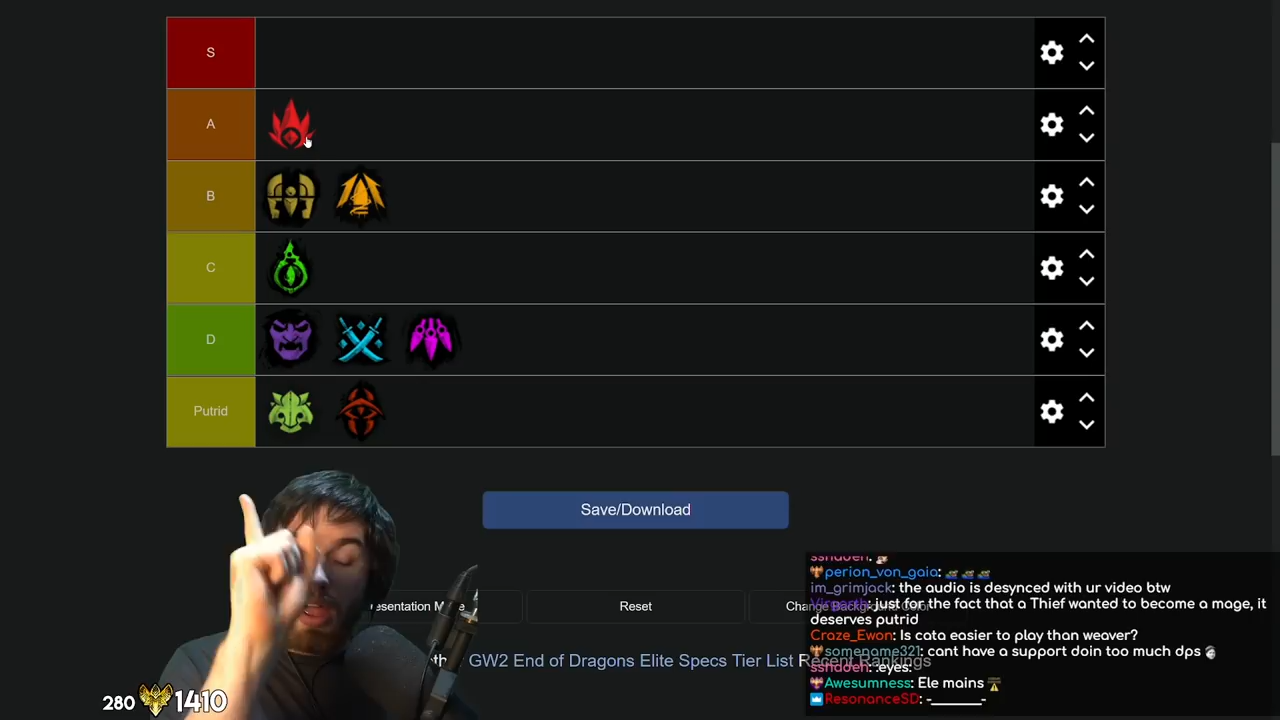 S
A
B
C
D
Putrid
Save/Download
Reset
GW2 End of Dragons Elite Specs Tier List Recent Rankings
280 1410
perion_von_gaia:
im_grimjack: the audio is desynced with ur video btw
just for the fact that a Thief wanted to become a mage, it
deserves putrid
Craze_Ewon: Is cata easier to play than weaver?
somename321: cant have a support doin too much dps
sshadeh: :eyes:
Awesumness: Ele mains
ResonanceSD: -_______-